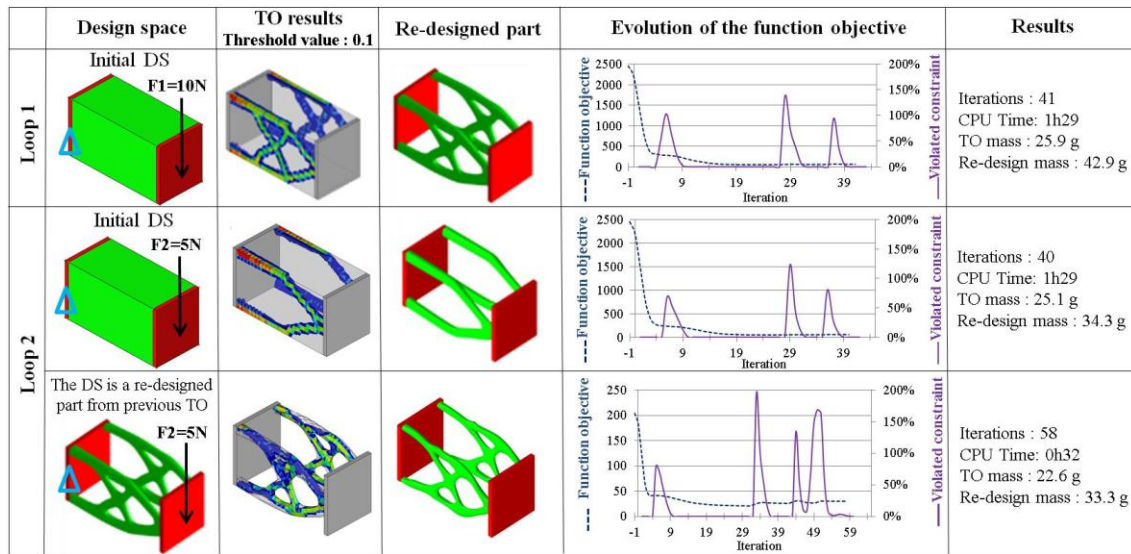 Design space
TO results
Threshold value : 0.1
Re-designed part
Evolution of the function objective
Results
Loop 1
Initial DS
F1=10N
Function objective
2500
2000
1500
1000
500
0
200%
150%
100%
50%
0%
Violated constraint
-1 9 19 29 39
Iteration
Iterations : 41
CPU Time: 1h29
TO mass : 25.9 g
Re-design mass : 42.9 g
Loop 2
Initial DS
F2=5N
Function objective
2500
2000
1500
1000
500
0
200%
150%
100%
50%
0%
Violated constraint
-1 9 19 29 39
Iteration
Iterations : 40
CPU Time: 1h29
TO mass : 25.1 g
Re-design mass : 34.3 g
The DS is a re-designed
part from previous TO
F2=5N
Function objective
250
200
150
100
50
0
200%
150%
100%
50%
0%
Violated constraint
-1 9 19 29 39 49 59
Iteration
Iterations : 58
CPU Time: 0h32
TO mass : 22.6 g
Re-design mass : 33.3 g